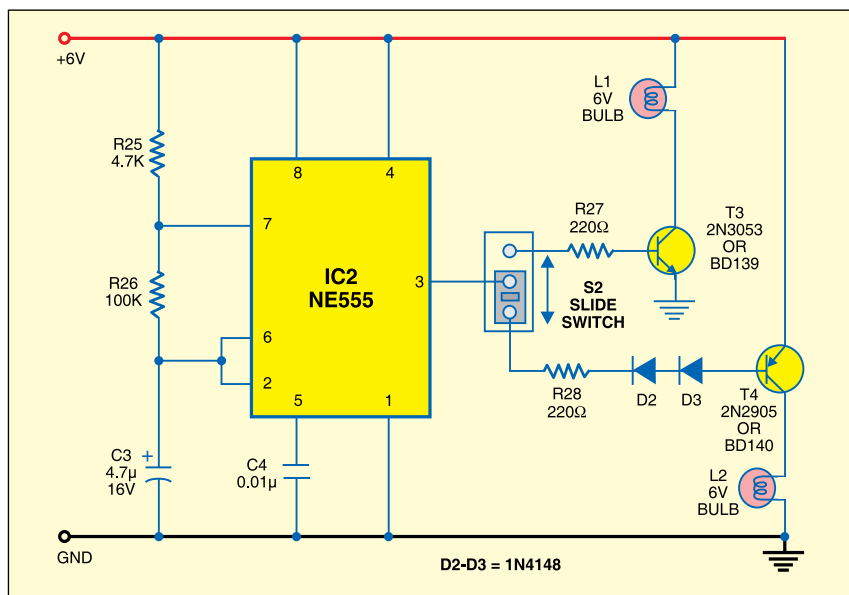 +6V
R25
4.7K
R26
100K
C3
+
4.7µ
16V
GND
8
4
7
6
2
5
1
3
IC2
NE555
C4
0.01µ
S2
SLIDE
SWITCH
R27
220Ω
R28
220Ω
D2
D3
L1
6V
BULB
T3
2N3053
OR
BD139
T4
2N2905
OR
BD140
L2
6V
BULB
D2-D3 = 1N4148